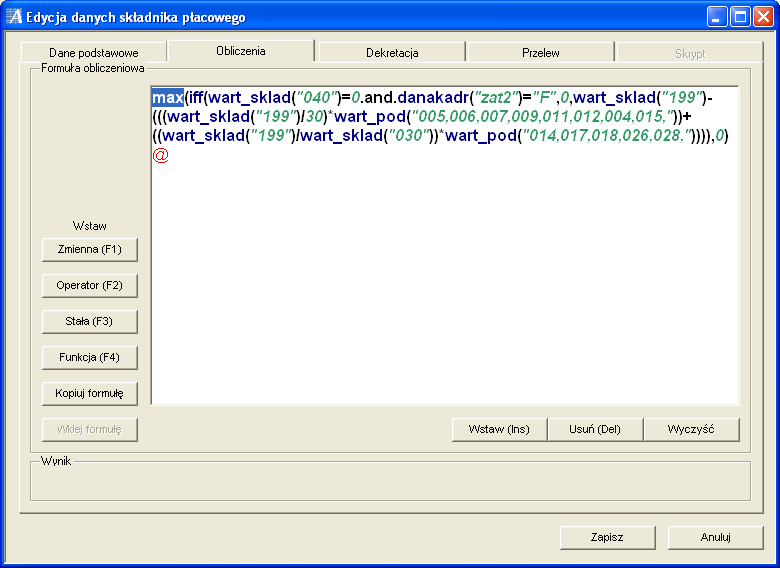 Edycja danych składnika płacowego
Dane podstawowe
Obliczenia
Dekretacja
Przelew
Skrypt
Formuła obliczeniowa
max(iff(wart_sklad("040")=0.and.danakadr("zat2")="F",0,wart_sklad("199")-
(((wart_sklad("199")/30)*wart_pod("005,006,007,009,011,012,004,015,"))+
((wart_sklad("199")/wart_sklad("030"))*wart_pod("014,017,018,026,028,")))),0)
@
Wstaw
Zmienna (F1)
Operator (F2)
Stała (F3)
Funkcja (F4)
Kopiuj formułę
Wklej formułę
Wstaw (Ins)
Usuń (Del)
Wyczyść
Wynik
Zapisz
Anuluj